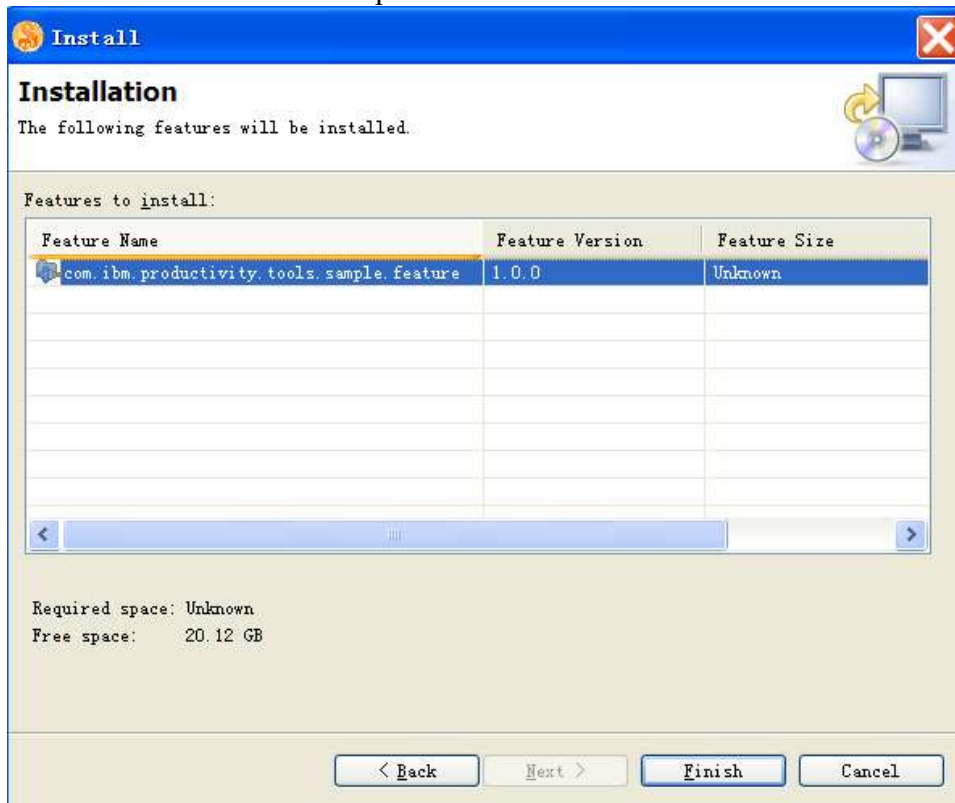 Install
Installation
The following features will be installed.
Features to install:
Feature Name Feature Version Feature Size
com.ibm.productivity.tools.sample.feature 1.0.0 Unknown
Required space: Unknown
Free space: 20.12 GB
< Back Next > Finish Cancel